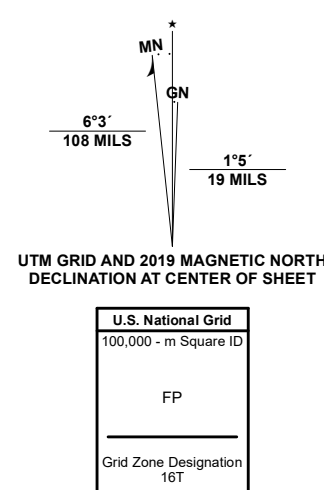 ★
MN
GN
6°3´
108 MILS
1°5´
19 MILS
UTM GRID AND 2019 MAGNETIC NORTH
DECLINATION AT CENTER OF SHEET
U.S. National Grid
100,000 - m Square ID
FP
Grid Zone Designation
16T